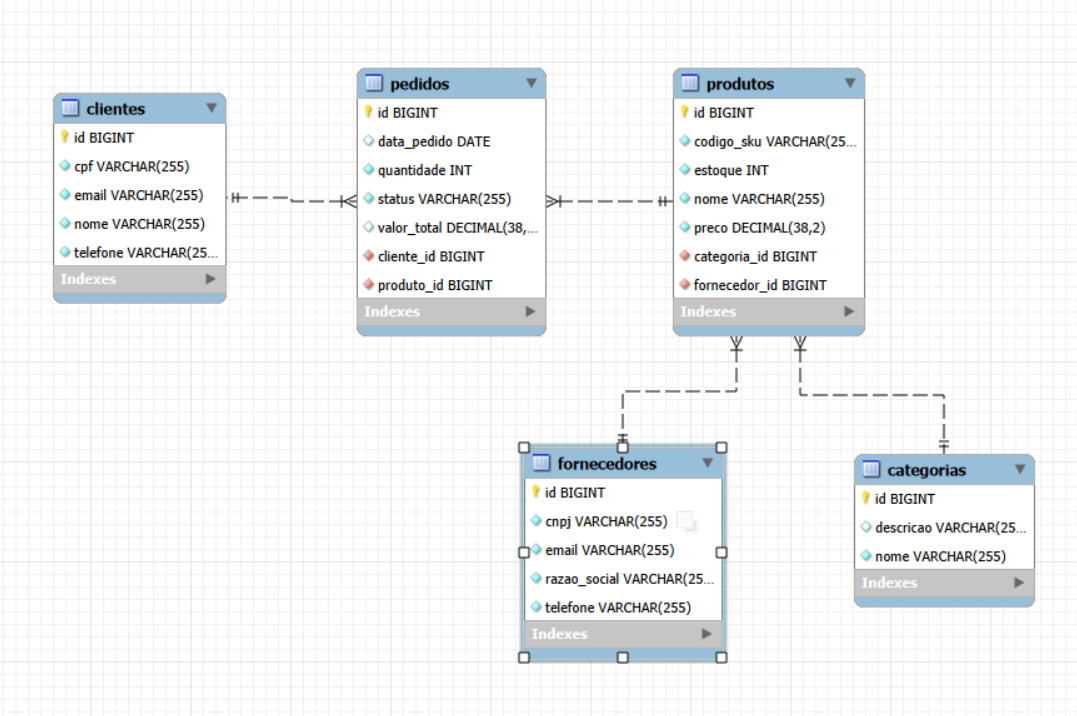 clientes
id BIGINT
cpf VARCHAR(255)
email VARCHAR(255)
nome VARCHAR(255)
telefone VARCHAR(25...
Indexes
pedidos
id BIGINT
data_pedido DATE
quantidade INT
status VARCHAR(255)
valor_total DECIMAL(38,...
cliente_id BIGINT
produto_id BIGINT
Indexes
produtos
id BIGINT
codigo_sku VARCHAR(25...
estoque INT
nome VARCHAR(255)
preco DECIMAL(38,2)
categoria_id BIGINT
fornecedor_id BIGINT
Indexes
fornecedores
id BIGINT
cnpj VARCHAR(255)
email VARCHAR(255)
razao_social VARCHAR(25...
telefone VARCHAR(255)
Indexes
categorias
id BIGINT
descricao VARCHAR(25...
nome VARCHAR(255)
Indexes